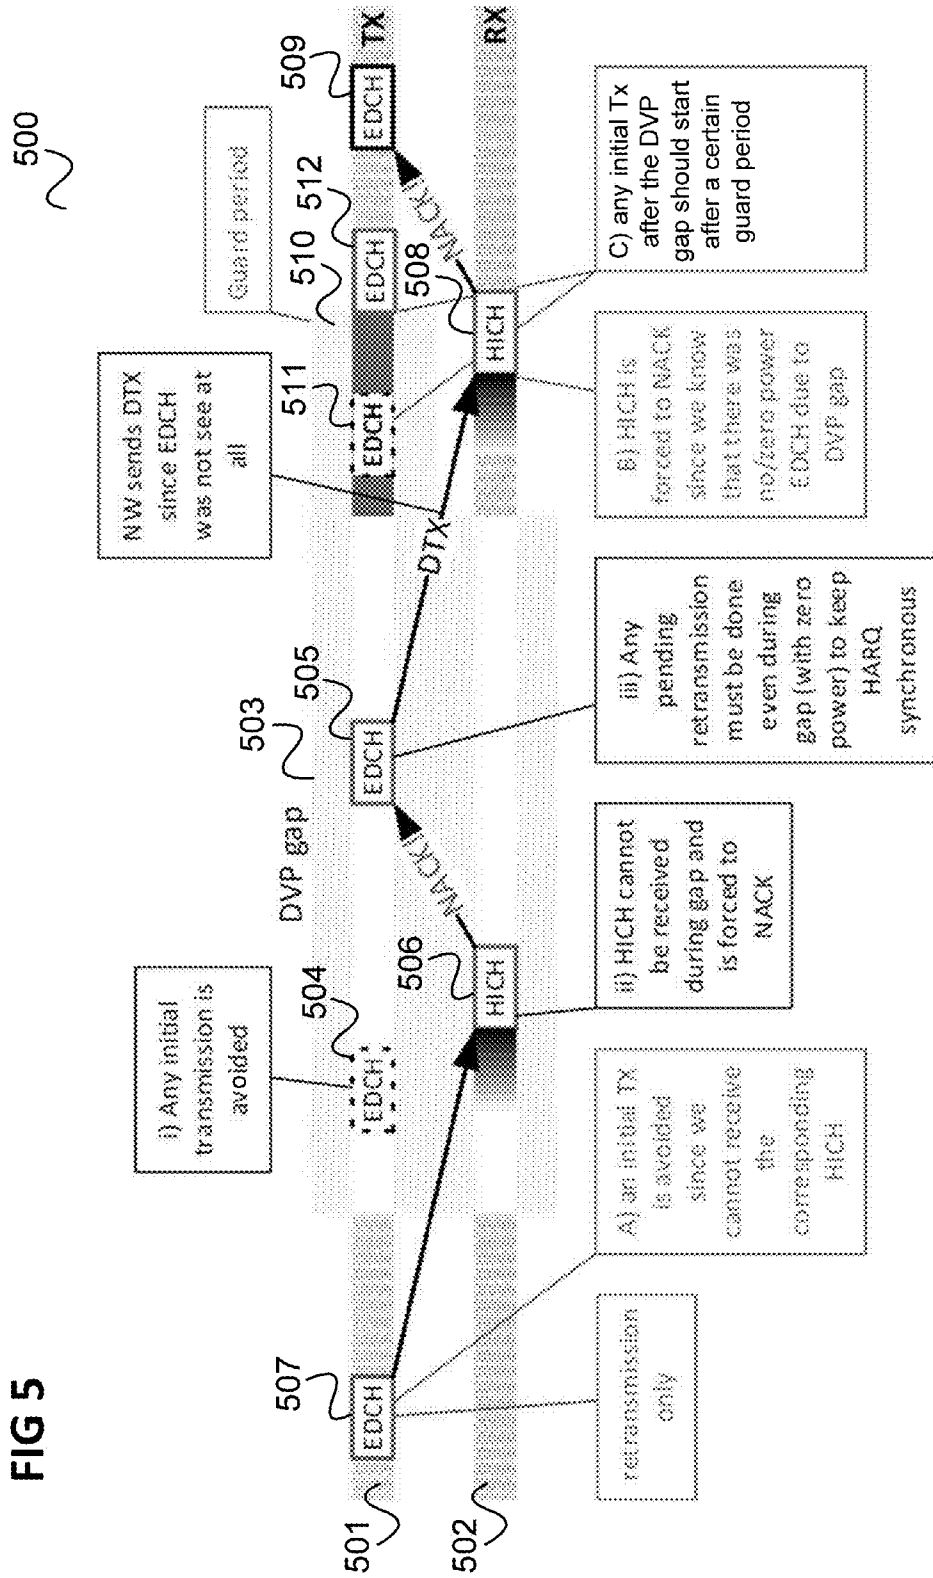 FIG 5
500
NW sends DTX
since EDCH
was not see at
all
Guard period
i) Any initial
transmission is
avoided
DVP gap
503
504
505
507
509
510
511
512
501
EDCH
EDCH
EDCH
EDCH
EDCH
EDCH
TX
NACK!!
DTX
NACK!!
506
508
502
HICH
HICH
RX
retransmission
only
A) an initial TX
is avoided
since we
cannot receive
the
corresponding
HICH
ii) HICH cannot
be received
during gap and
is forced to
NACK
iii) Any
pending
retransmission
must be done
even during
gap (with zero
power) to keep
HARQ
synchronous
B) HICH is
forced to NACK
since we know
that there was
no/zero power
EDCH due to
DVP gap
C) any initial Tx
after the DVP
gap should start
after a certain
guard period